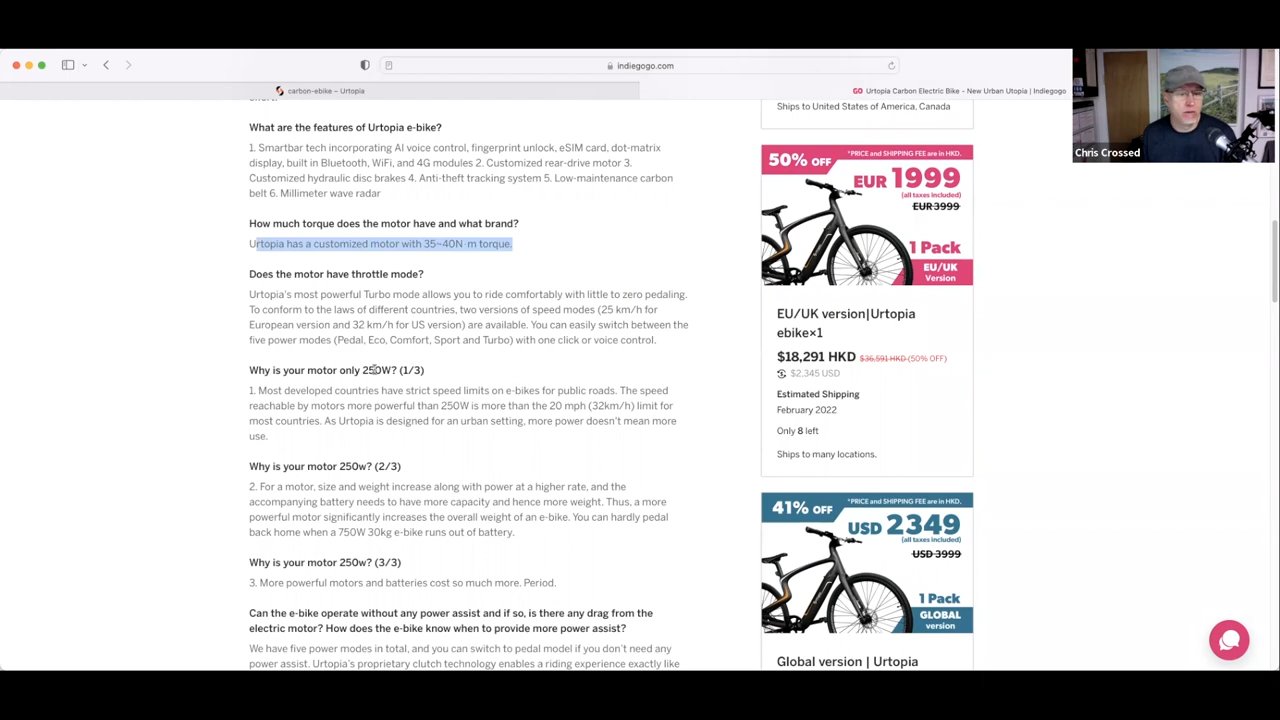 indiegogo.com
carbon-ebike – Urtopia
GO Urtopia Carbon Electric Bike - New Urban Utopia | Indiegogo
Chris Crossed
What are the features of Urtopia e-bike?
1. Smartbar tech incorporating AI voice control, fingerprint unlock, eSIM card, dot-matrix
display, built in Bluetooth, WiFi, and 4G modules 2. Customized rear-drive motor 3.
Customized hydraulic disc brakes 4. Anti-theft tracking system 5. Low-maintenance carbon
belt 6. Millimeter wave radar
How much torque does the motor have and what brand?
Urtopia has a customized motor with 35~40N·m torque.
Does the motor have throttle mode?
Urtopia's most powerful Turbo mode allows you to ride comfortably with little to zero pedaling.
To conform to the laws of different countries, two versions of speed modes (25 km/h for
European version and 32 km/h for US version) are available. You can easily switch between the
five power modes (Pedal, Eco, Comfort, Sport and Turbo) with one click or voice control.
Why is your motor only 250W? (1/3)
1. Most developed countries have strict speed limits on e-bikes for public roads. The speed
reachable by motors more powerful than 250W is more than the 20 mph (32km/h) limit for
most countries. As Urtopia is designed for an urban setting, more power doesn't mean more
use.
Why is your motor 250w? (2/3)
2. For a motor, size and weight increase along with power at a higher rate, and the
accompanying battery needs to have more capacity and hence more weight. Thus, a more
powerful motor significantly increases the overall weight of an e-bike. You can hardly pedal
back home when a 750W 30kg e-bike runs out of battery.
Why is your motor 250w? (3/3)
3. More powerful motors and batteries cost so much more. Period.
Can the e-bike operate without any power assist and if so, is there any drag from the
electric motor? How does the e-bike know when to provide more power assist?
We have five power modes in total, and you can switch to pedal model if you don't need any
power assist. Urtopia's proprietary clutch technology enables a riding experience exactly like
Ships to United States of America, Canada
50% OFF
*PRICE and SHIPPING FEE are in HKD.
EUR 1999
(all taxes included)
EUR 3999
1 Pack
EU/UK
Version
EU/UK version|Urtopia
ebike×1
$18,291 HKD $36,591 HKD (50% OFF)
$2,345 USD
Estimated Shipping
February 2022
Only 8 left
Ships to many locations.
41% OFF
*PRICE and SHIPPING FEE are in HKD.
USD 2349
(all taxes included)
USD 3999
1 Pack
GLOBAL
version
Global version | Urtopia